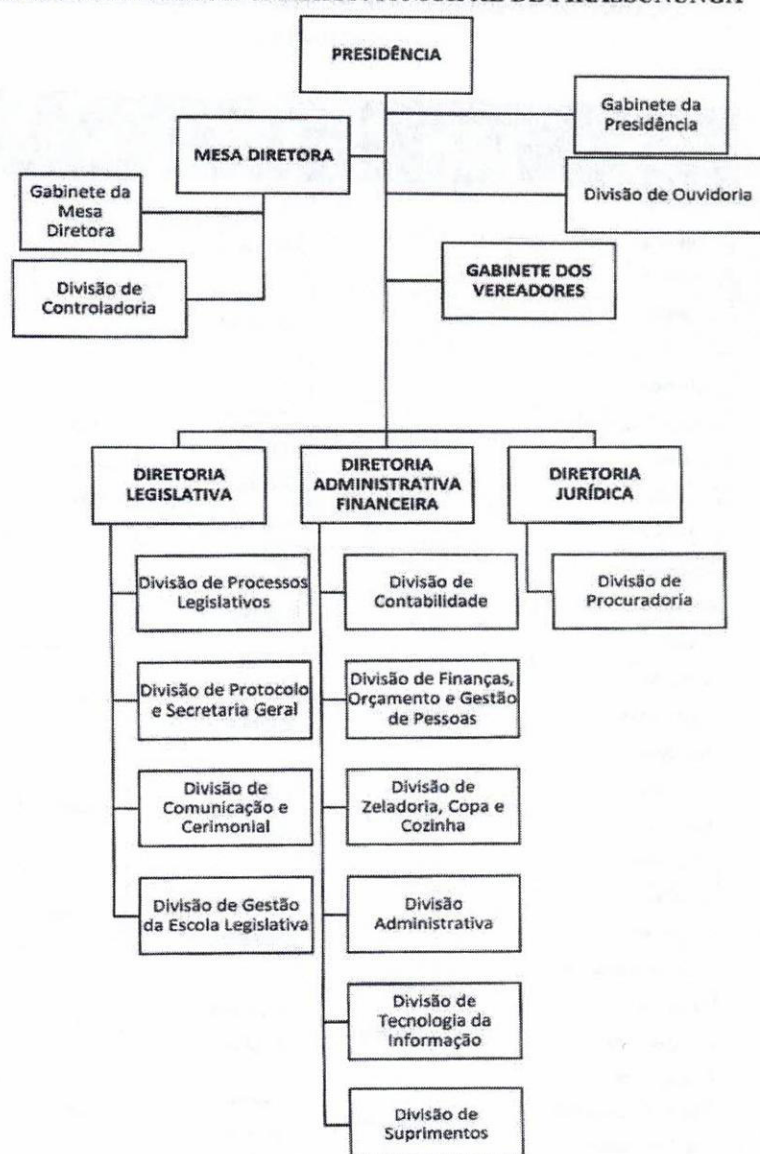 DE PIRASSUNUNGA
PRESIDÊNCIA
Gabinete da
Presidência
MESA DIRETORA
Gabinete da
Mesa
Diretora
Divisão de Ouvidoria
Divisão de
Controladoria
GABINETE DOS
VEREADORES
DIRETORIA
LEGISLATIVA
DIRETORIA
ADMINISTRATIVA
FINANCEIRA
DIRETORIA
JURÍDICA
Divisão de Processos
Legislativos
Divisão de
Contabilidade
Divisão de
Procuradoria
Divisão de Protocolo
e Secretaria Geral
Divisão de Finanças,
Orçamento e Gestão
de Pessoas
Divisão de
Comunicação e
Cerimonial
Divisão de
Zeladoria, Copa e
Cozinha
Divisão de Gestão
da Escola Legislativa
Divisão
Administrativa
Divisão de
Tecnologia da
Informação
Divisão de
Suprimentos